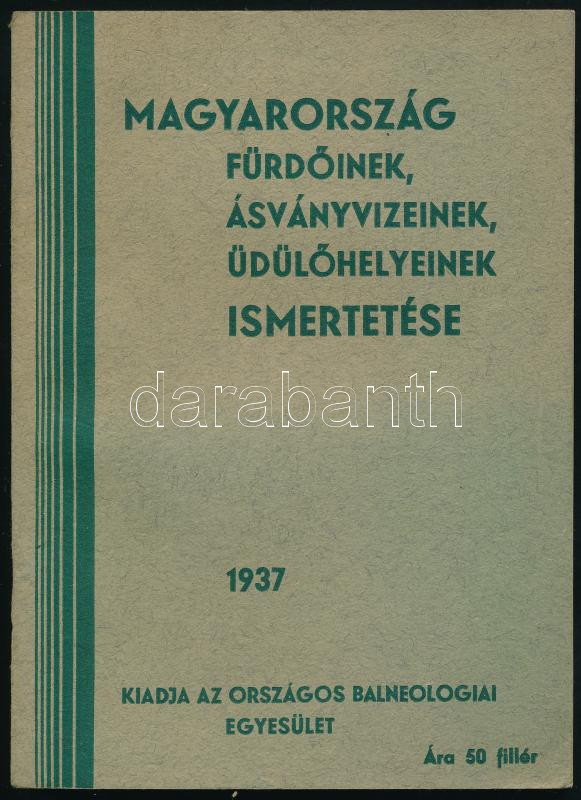 MAGYARORSZÁG
FÜRDŐINEK,
ÁSVÁNYVIZEINEK,
ÜDÜLŐHELYEINEK
ISMERTETÉSE
darabanth
1937
KIADJA AZ ORSZÁGOS BALNEOLOGIAI
EGYESÜLET
Ára 50 fillér